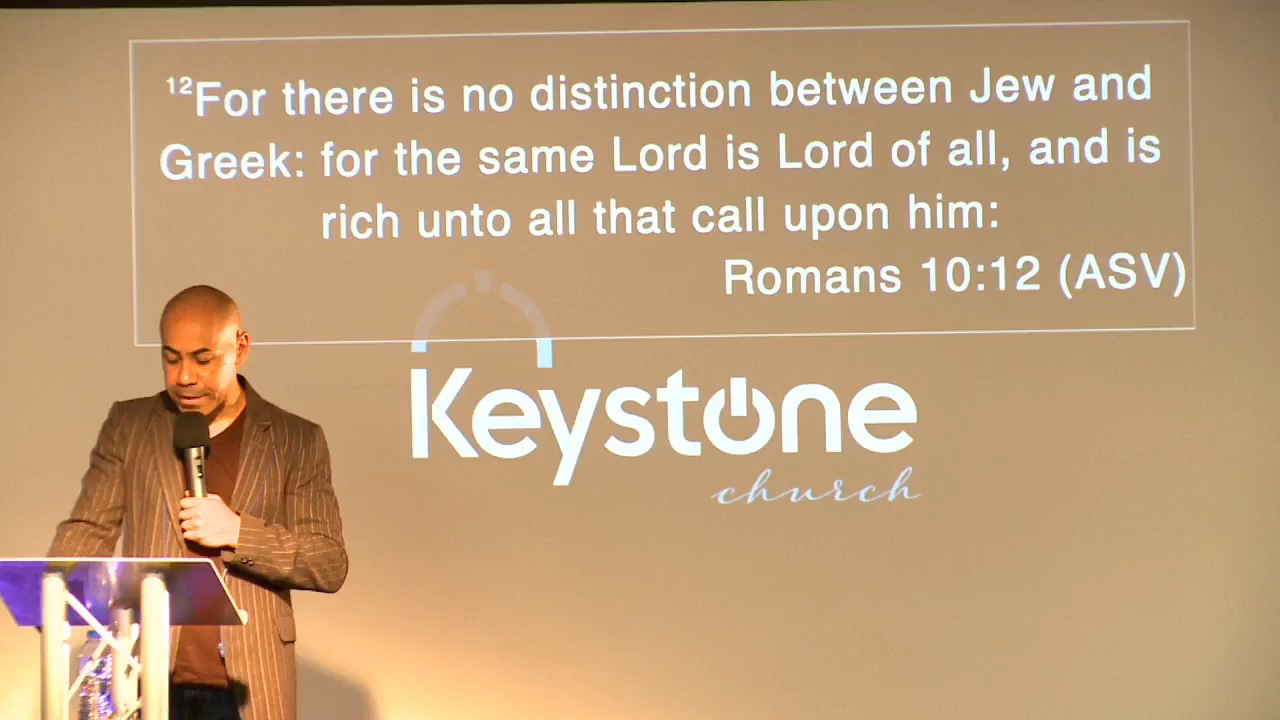 ¹²For there is no distinction between Jew and
Greek: for the same Lord is Lord of all, and is
rich unto all that call upon him:
Romans 10:12 (ASV)
Keystone
church